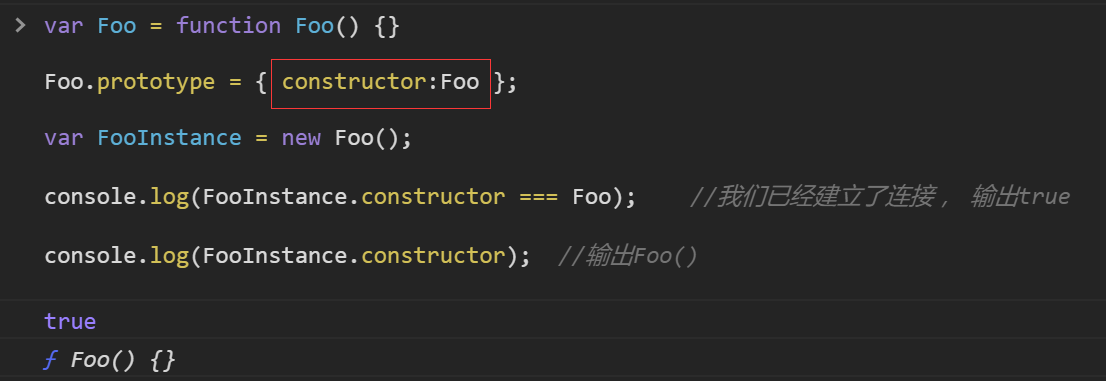 > var Foo = function Foo() {}
Foo.prototype = { constructor:Foo };
var FooInstance = new Foo();
console.log(FooInstance.constructor === Foo);    //我们已经建立了连接， 输出true
console.log(FooInstance.constructor);  //输出Foo()
true
ƒ Foo() {}